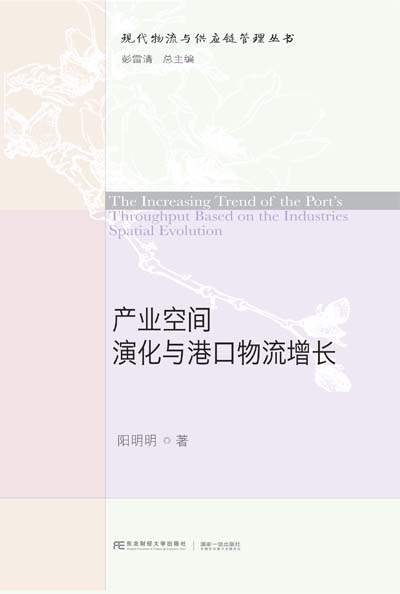 现代物流与供应链管理丛书
彭雷清 总主编
The Increasing Trend of the Port's
Throughput Based on the Industries
Spatial Evolution
产业空间
演化与港口物流增长
阳明明 著
东北财经大学出版社
国家一级出版社